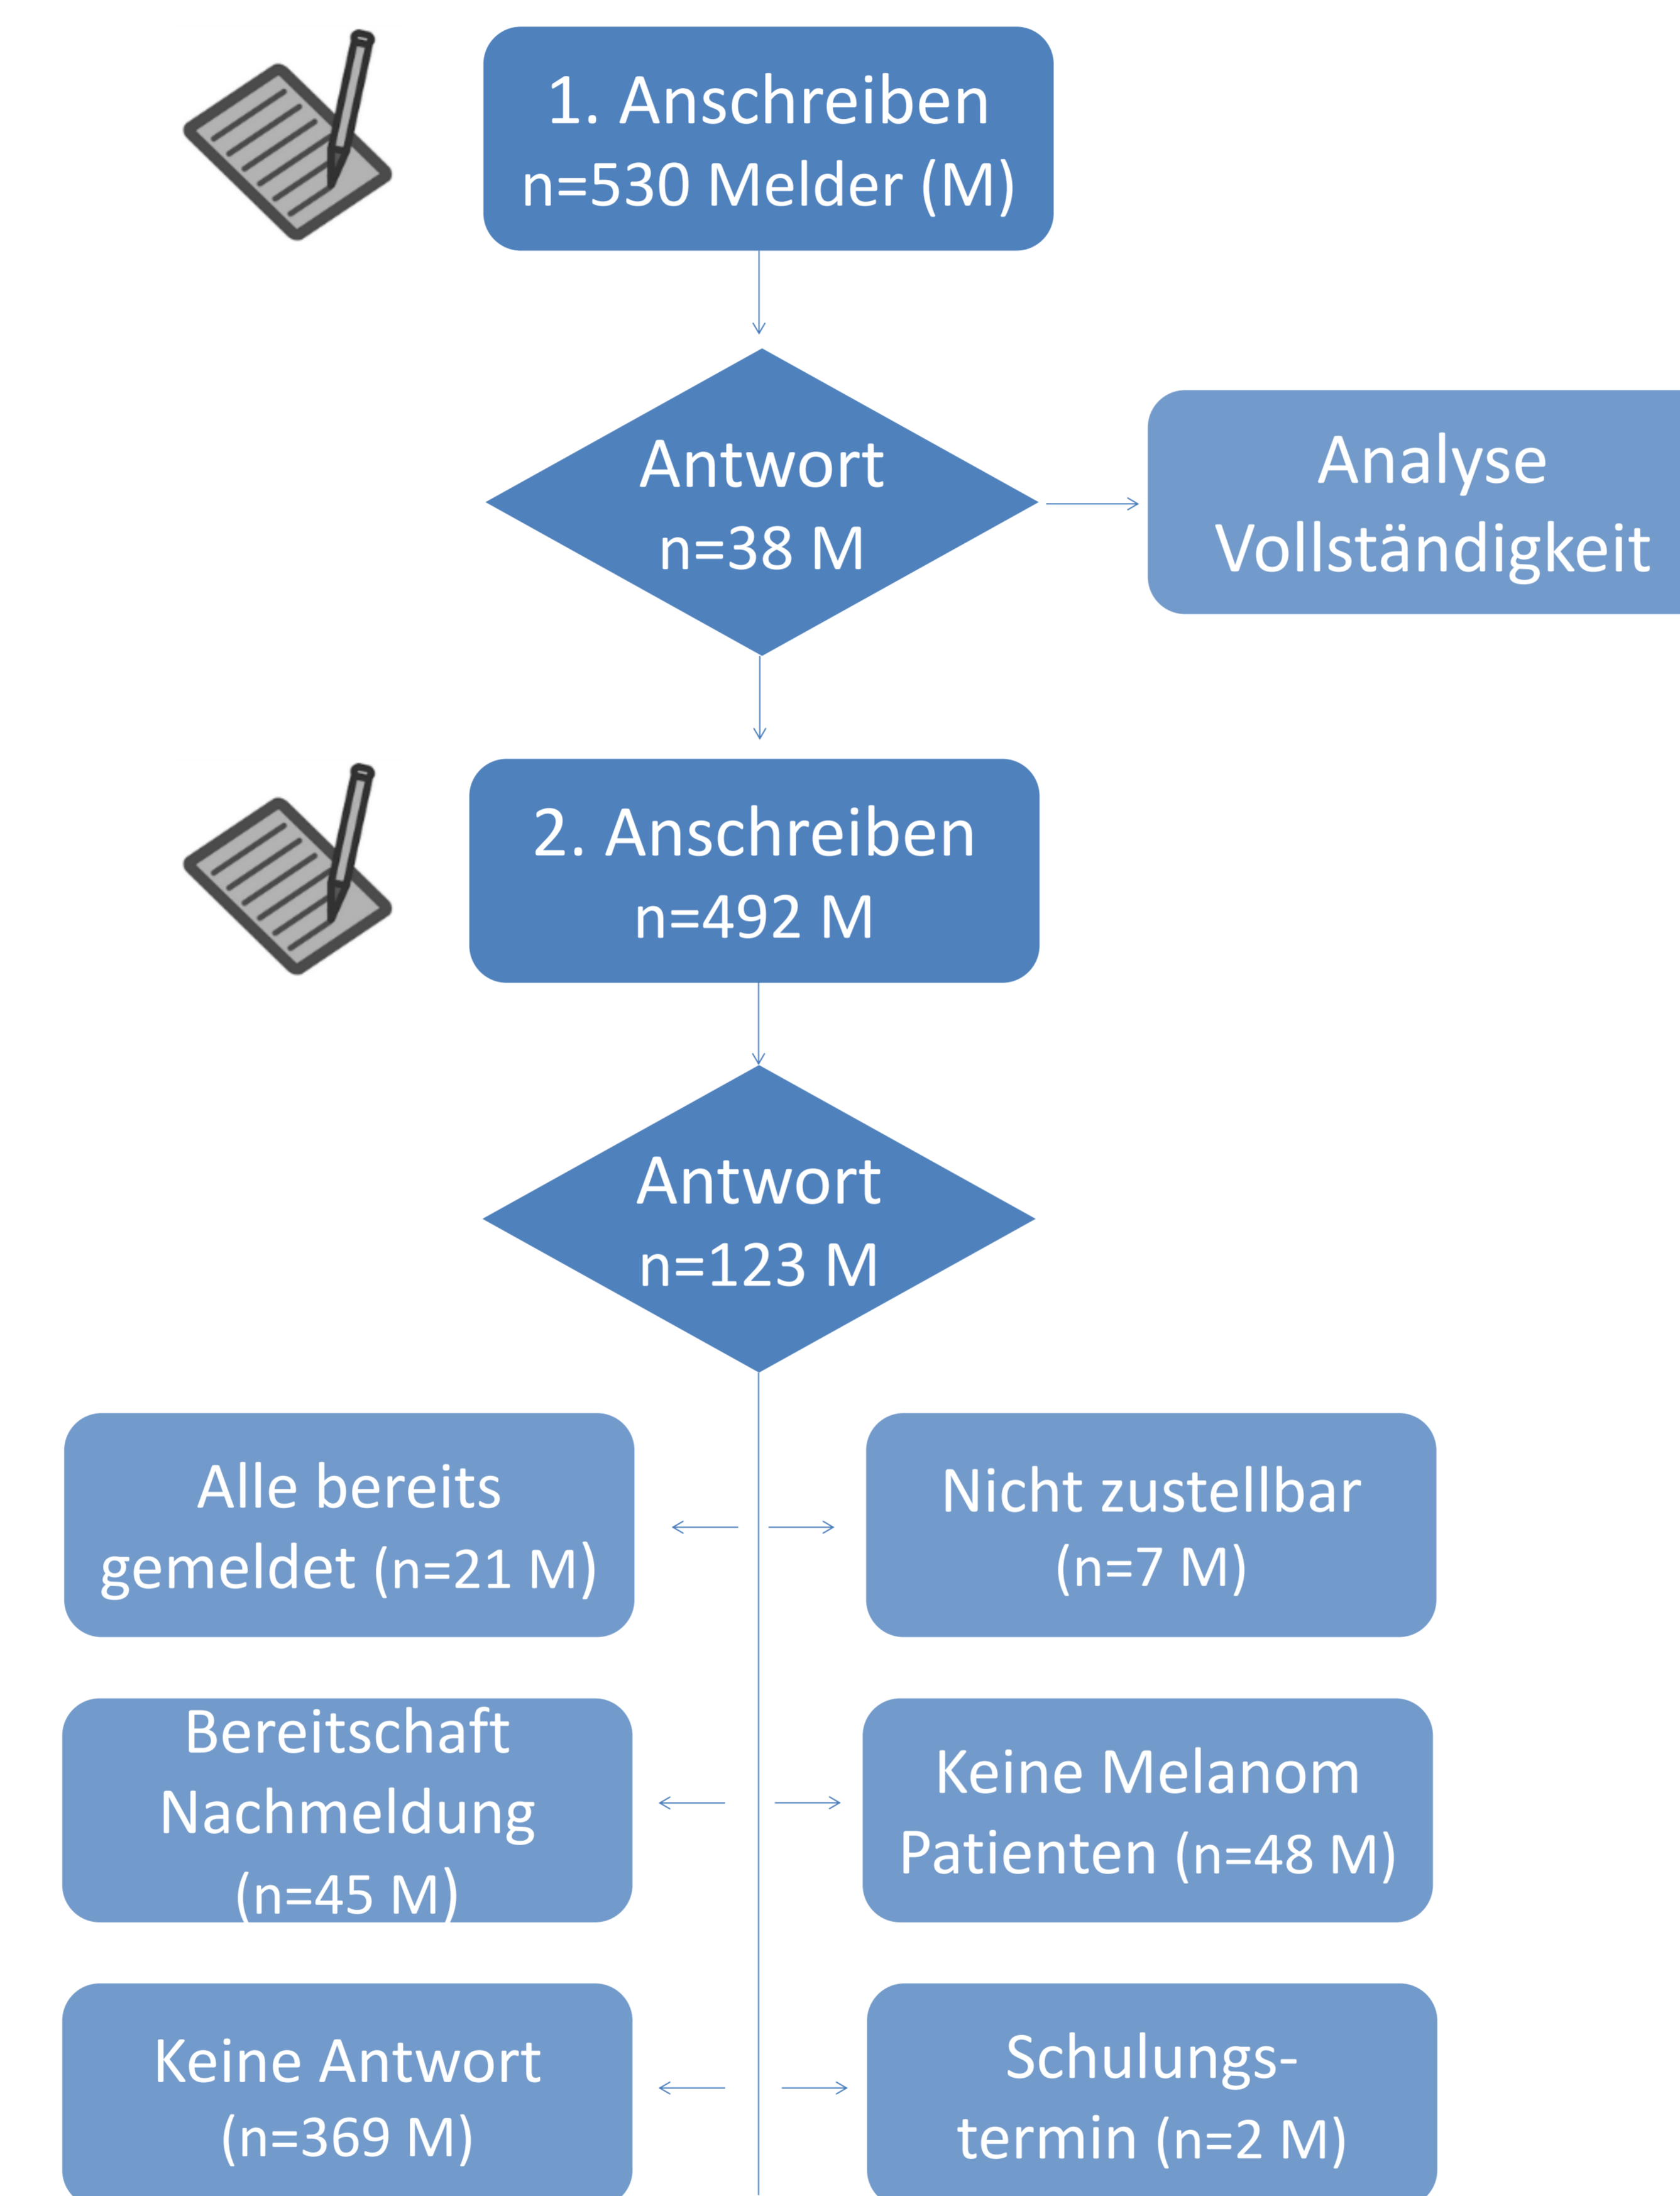 1. Anschreiben
n=530 Melder (M)
Antwort
n=38 M
Analyse
Vollständigkeit
2. Anschreiben
n=492 M
Antwort
n=123 M
Alle bereits
gemeldet (n=21 M)
Nicht zustellbar
(n=7 M)
Bereitschaft
Nachmeldung
(n=45 M)
Keine Melanom
Patienten (n=48 M)
Keine Antwort
(n=369 M)
Schulungs-
termin (n=2 M)